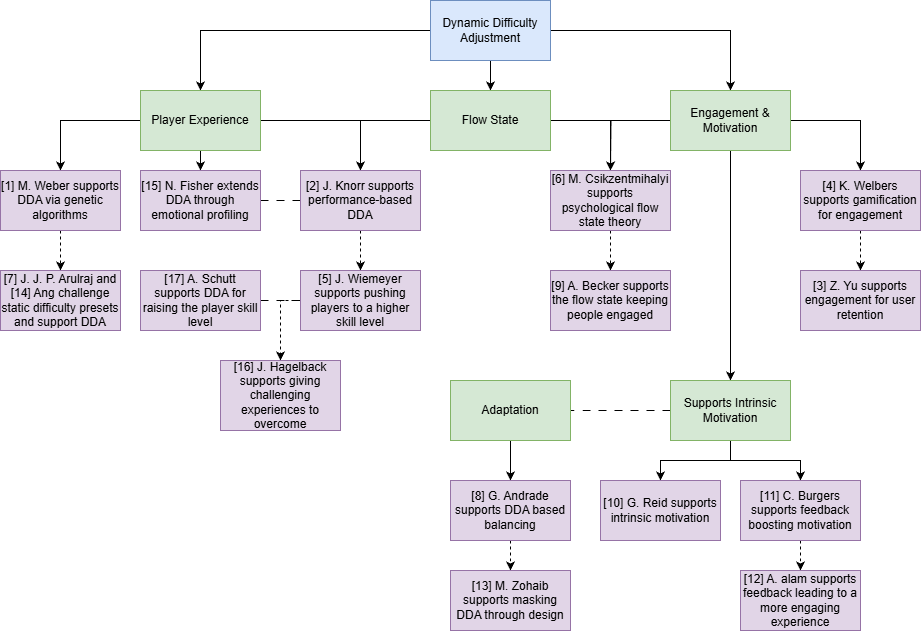 Dynamic Difficulty
Adjustment
Player Experience
Flow State
Engagement &
Motivation
[1] M. Weber supports
DDA via genetic
algorithms
[15] N. Fisher extends
DDA through
emotional profiling
[2] J. Knorr supports
performance-based
DDA
[6] M. Csikzentmihalyi
supports
psychological flow
state theory
[4] K. Welbers
supports gamification
for engagement
[7] J. J. P. Arulraj and
[14] Ang challenge
static difficulty presets
and support DDA
[17] A. Schutt
supports DDA for
raising the player skill
level
[5] J. Wiemeyer
supports pushing
players to a higher
skill level
[9] A. Becker supports
the flow state keeping
people engaged
[3] Z. Yu supports
engagement for user
retention
[16] J. Hagelback
supports giving
challenging
experiences to
overcome
Adaptation
Supports Intrinsic
Motivation
[8] G. Andrade
supports DDA based
balancing
[10] G. Reid supports
intrinsic motivation
[11] C. Burgers
supports feedback
boosting motivation
[13] M. Zohaib
supports masking
DDA through design
[12] A. alam supports
feedback leading to a
more engaging
experience